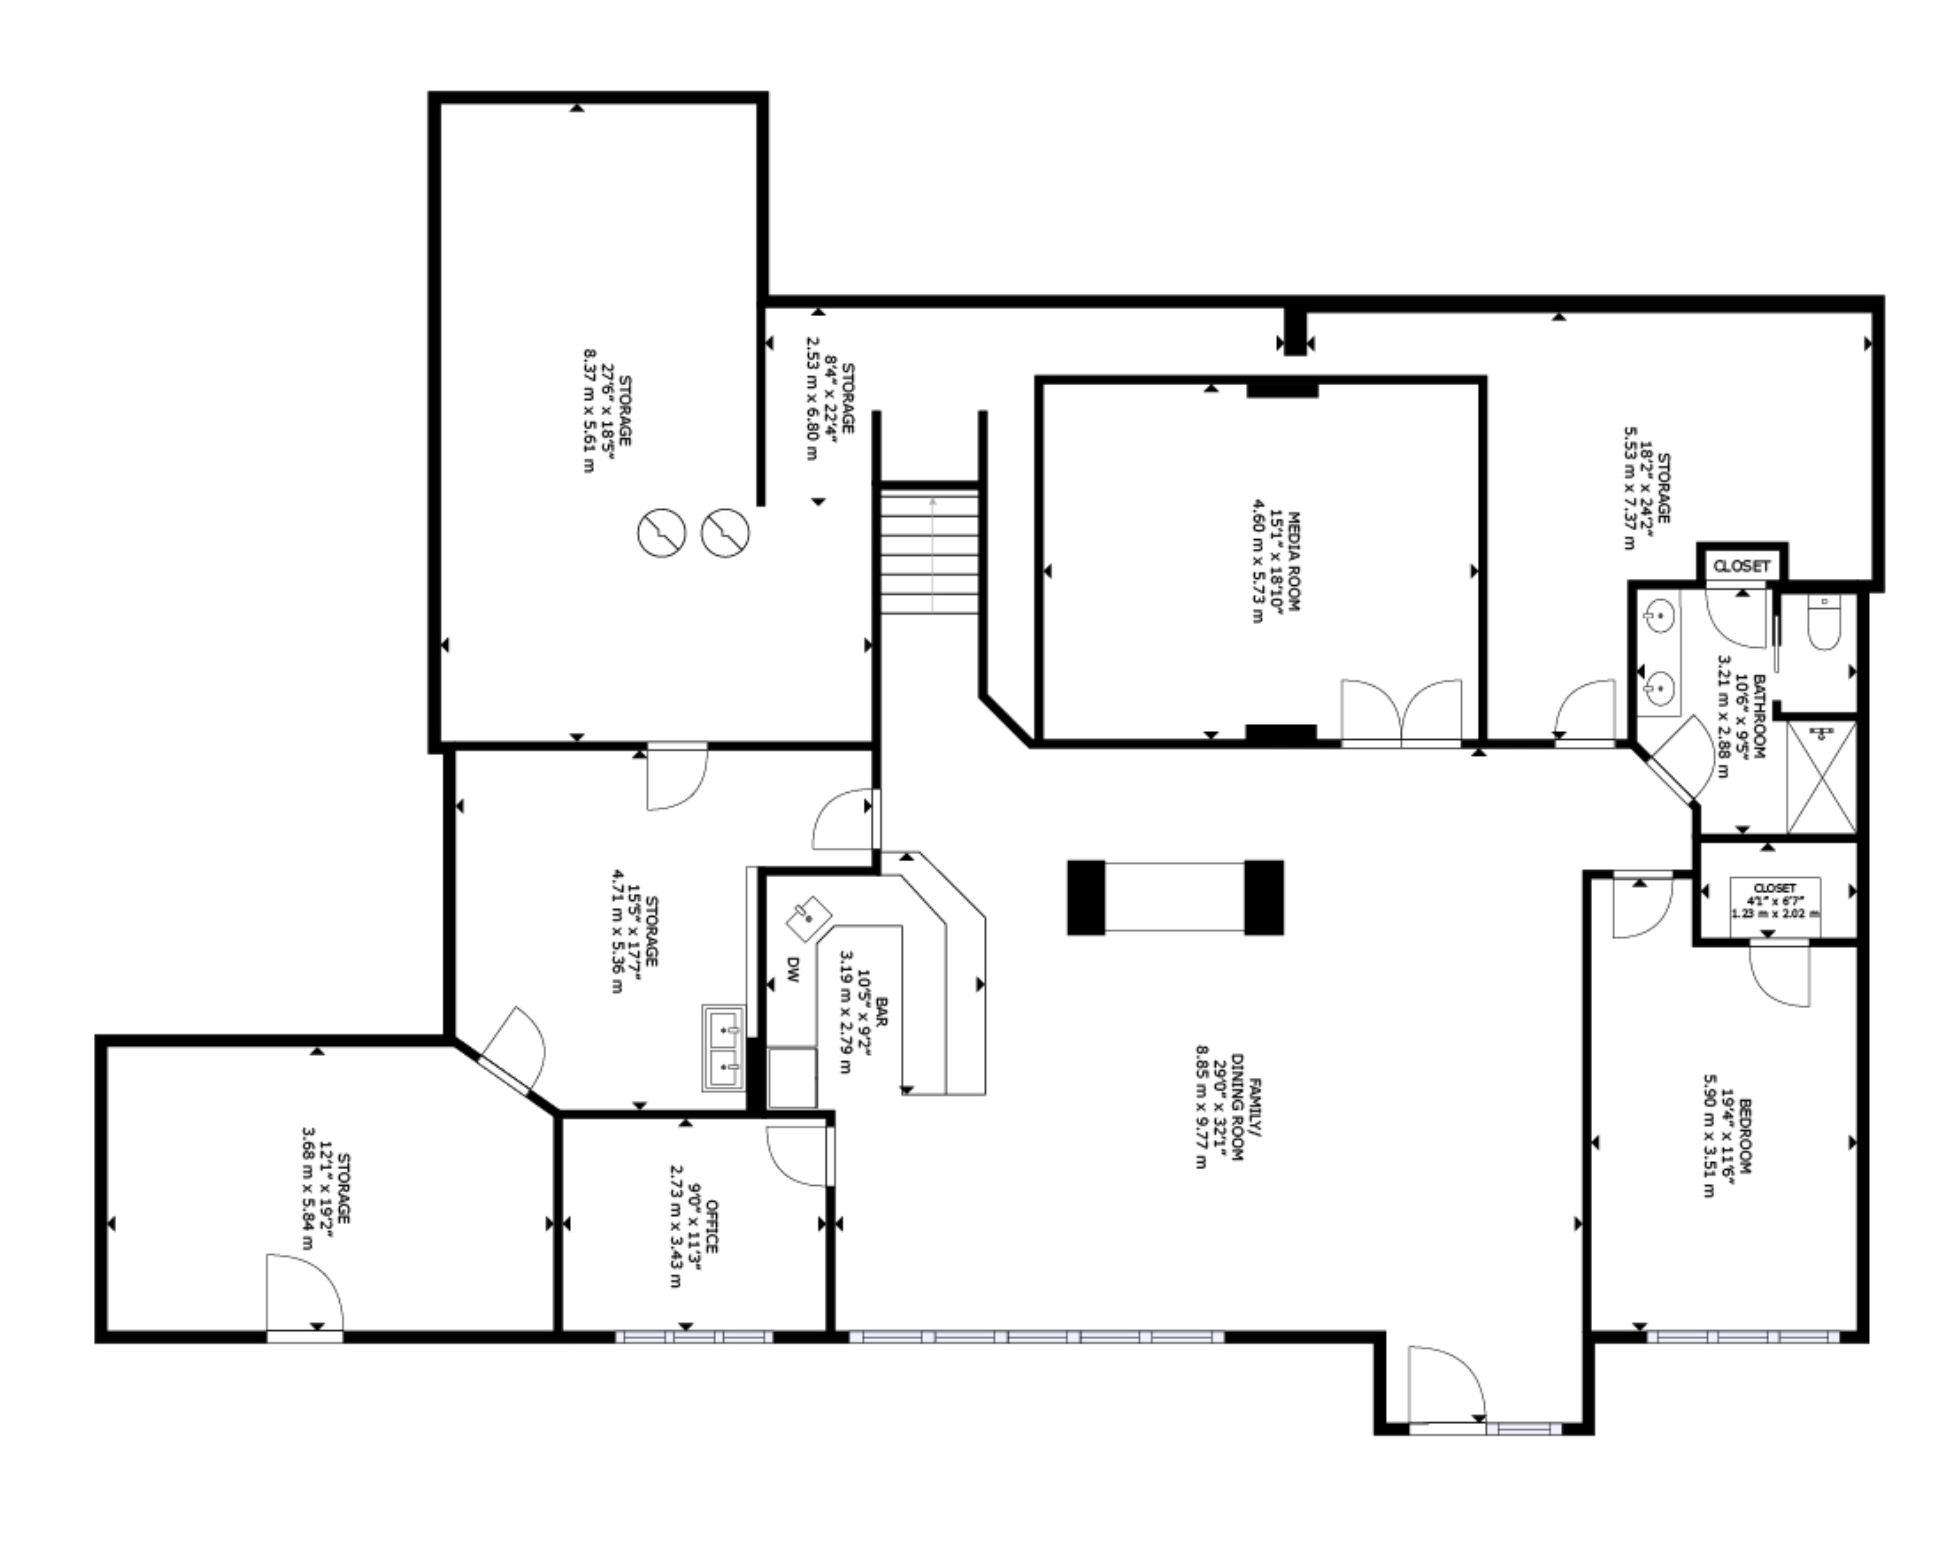 STORAGE
27'6" x 18'5"
8.37 m x 5.61 m
STORAGE
8'4" x 22'4"
2.53 m x 6.80 m
MEDIA ROOM
15'1" x 18'10"
4.60 m x 5.73 m
STORAGE
18'2" x 24'2"
5.53 m x 7.37 m
CLOSET
BATHROOM
10'6" x 9'5"
3.21 m x 2.88 m
CLOSET
4'1" x 6'7"
1.23 m x 2.02 m
STORAGE
15'5" x 17'7"
4.71 m x 5.36 m
DW
BAR
10'5" x 9'2"
3.19 m x 2.79 m
FAMILY/
DINING ROOM
29'0" x 32'1"
8.85 m x 9.77 m
BEDROOM
19'4" x 11'6"
5.90 m x 3.51 m
STORAGE
12'1" x 19'2"
3.68 m x 5.84 m
OFFICE
9'0" x 11'3"
2.73 m x 3.43 m